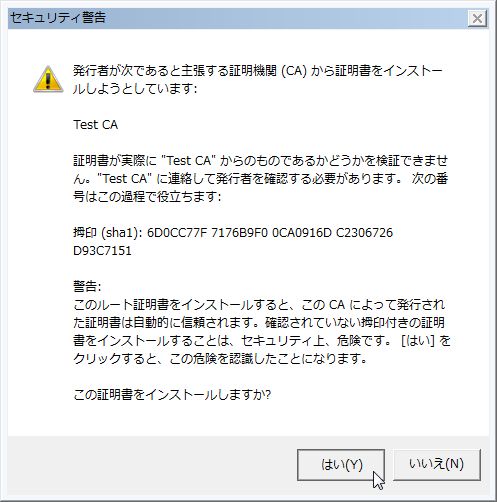 セキュリティ警告
発行者が次であると主張する証明機関 (CA) から証明書をインストー
ルしようとしています:
Test CA
証明書が実際に "Test CA" からのものであるかどうかを検証できませ
ん。"Test CA" に連絡して発行者を確認する必要があります。 次の番
号はこの過程で役立ちます:
拇印 (sha1): 6D0CC77F 7176B9F0 0CA0916D C2306726
D93C7151
警告:
このルート証明書をインストールすると、この CA によって発行され
た証明書は自動的に信頼されます。確認されていない拇印付きの証明
書をインストールすることは、セキュリティ上、危険です。 [はい] を
クリックすると、この危険を認識したことになります。
この証明書をインストールしますか?
はい(Y)
いいえ(N)